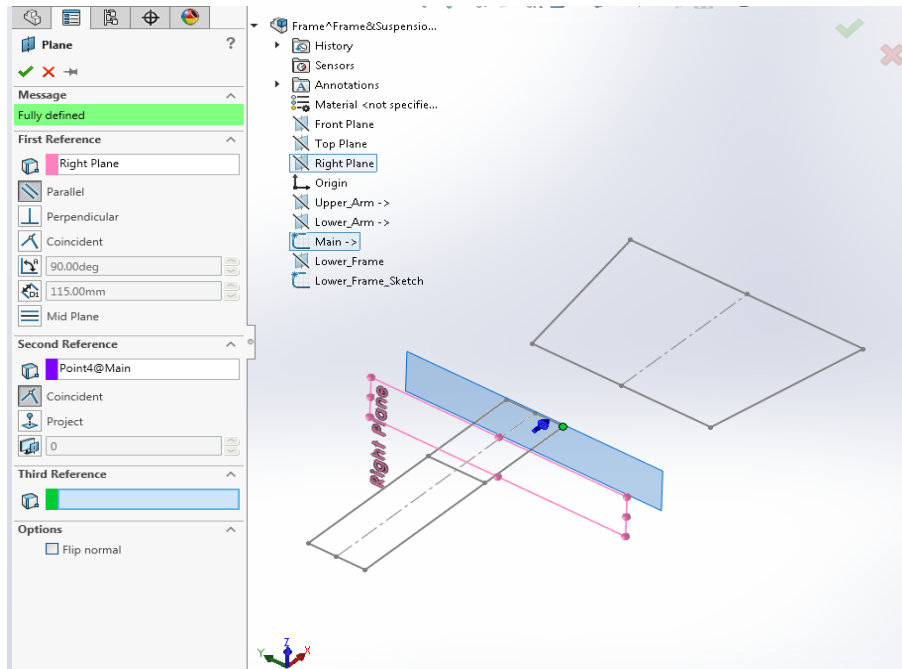 Plane
?
Message
Fully defined
First Reference
Right Plane
Parallel
Perpendicular
Coincident
90.00deg
115.00mm
Mid Plane
Second Reference
Point4@Main
Coincident
Project
0
Third Reference
Options
Flip normal
Frame^Frame&Suspensio...
History
Sensors
A Annotations
Material <not specifie...
Front Plane
Top Plane
Right Plane
Origin
Upper_Arm ->
Lower_Arm ->
Main ->
Lower_Frame
Lower_Frame_Sketch
Right Plane
Z
Y
X